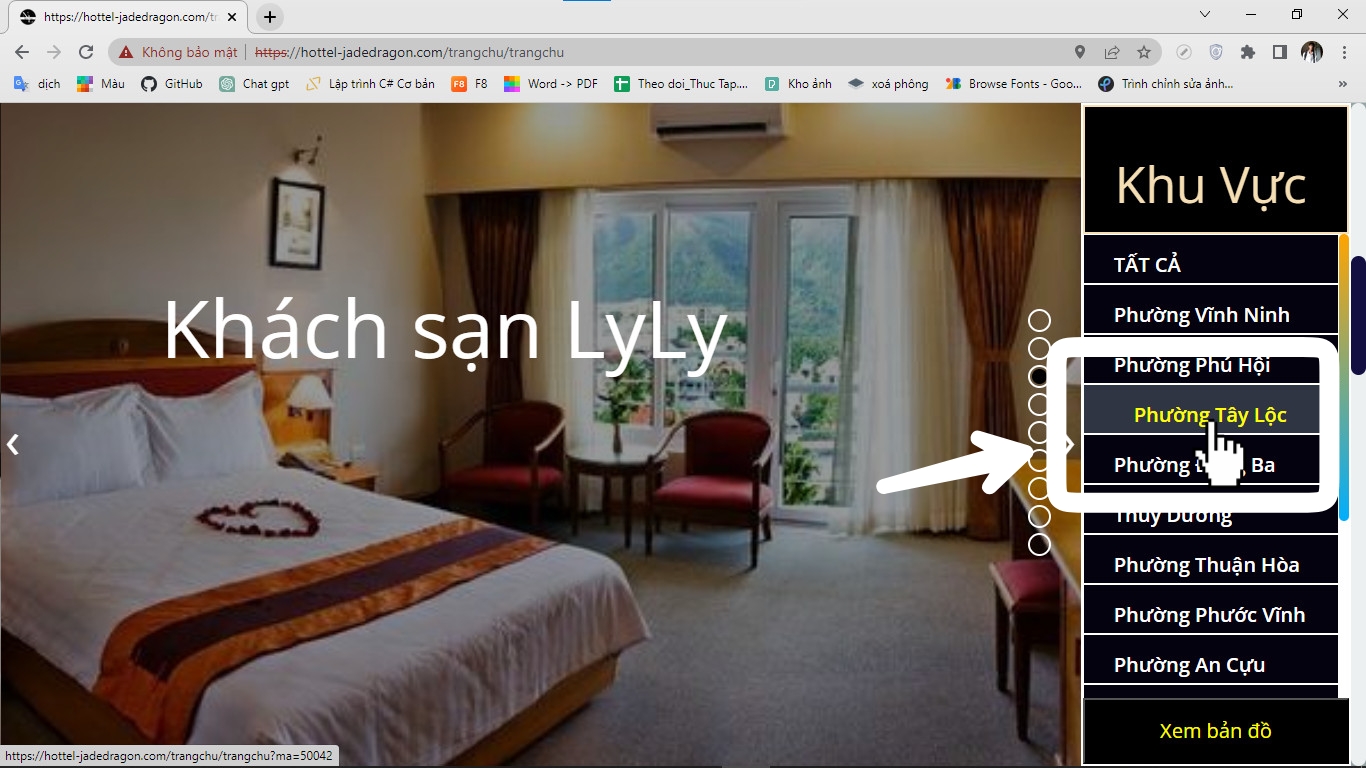 https://hottel-jadedragon.com/tr
Không bảo mật
https://hottel-jadedragon.com/trangchu/trangchu
dịch
Màu
GitHub
Chat gpt
Lập trình C# Cơ bản
F8
F8
Word -> PDF
Theo doi_Thuc Tap....
Kho ảnh
xoá phông
Browse Fonts - Goo...
Trình chỉnh sửa ảnh...
Khách sạn LyLy
Khu Vực
TẤT CẢ
Phường Vĩnh Ninh
Phường Phú Hội
Phường Tây Lộc
Phường Ba
Thủy Dương
Phường Thuận Hòa
Phường Phước Vĩnh
Phường An Cựu
Xem bản đồ
https://hottel-jadedragon.com/trangchu/trangchu?ma=50042